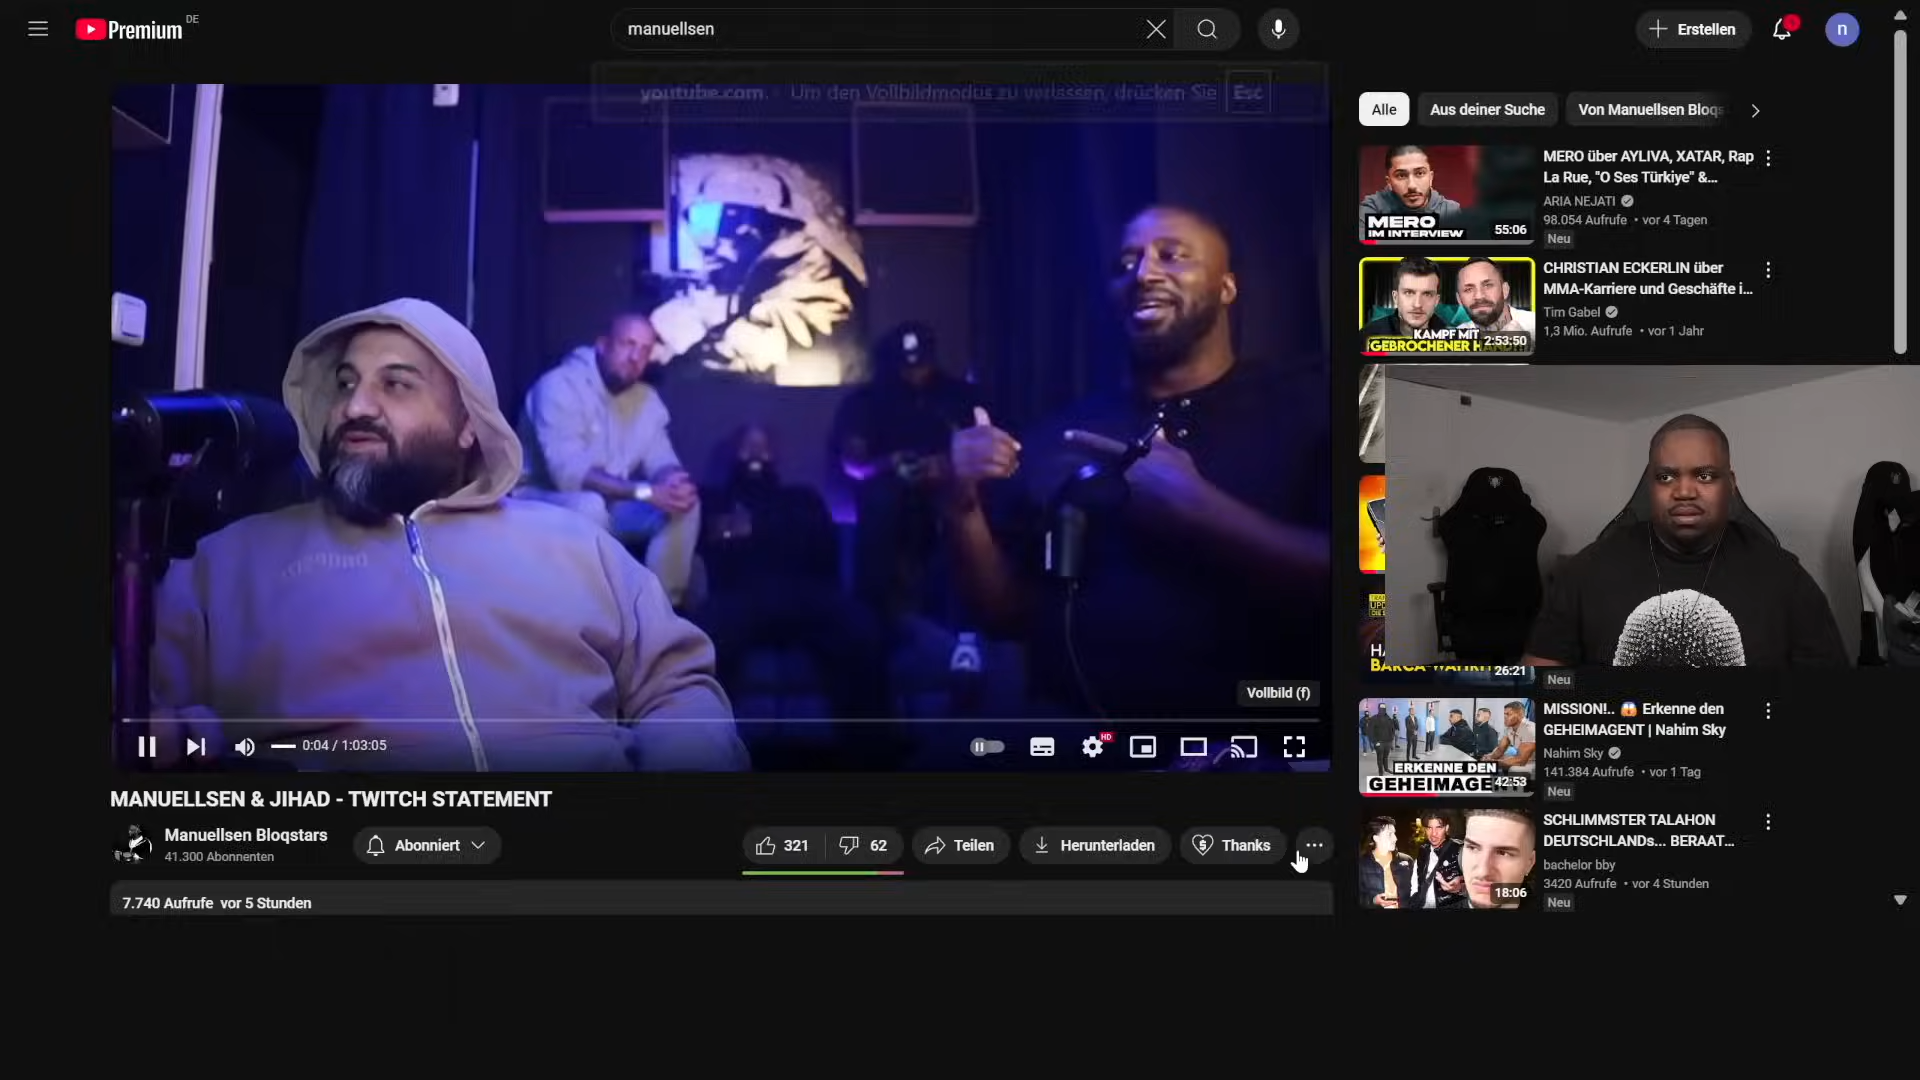 Premium DE
manuellsen
Erstellen
n
youtube.com. - Um den Vollbildmodus zu verlassen, drücken Sie Esc
Vollbild (f)
0:04 / 1:03:05
HD
MANUELLSEN & JIHAD - TWITCH STATEMENT
Manuellsen Bloqstars
41.300 Abonnenten
Abonniert
321
62
Teilen
Herunterladen
Thanks
7.740 Aufrufe vor 5 Stunden
Alle
Aus deiner Suche
Von Manuellsen Bloqs
MERO
IM INTERVIEW
55:06
MERO über AYLIVA, XATAR, Rap
La Rue, "O Ses Türkiye" &...
ARIA NEJATI
98.054 Aufrufe • vor 4 Tagen
Neu
KAMPF MIT
GEBROCHENER HAND
2:53:50
CHRISTIAN ECKERLIN über
MMA-Karriere und Geschäfte i...
Tim Gabel
1,3 Mio. Aufrufe • vor 1 Jahr
26:21
Neu
ERKENNE DEN
GEHEIMAGE
42:53
MISSION!.. 😱 Erkenne den
GEHEIMAGENT | Nahim Sky
Nahim Sky
141.384 Aufrufe • vor 1 Tag
Neu
18:06
SCHLIMMSTER TALAHON
DEUTSCHLANDs... BERAAT...
bachelor bby
3420 Aufrufe • vor 4 Stunden
Neu